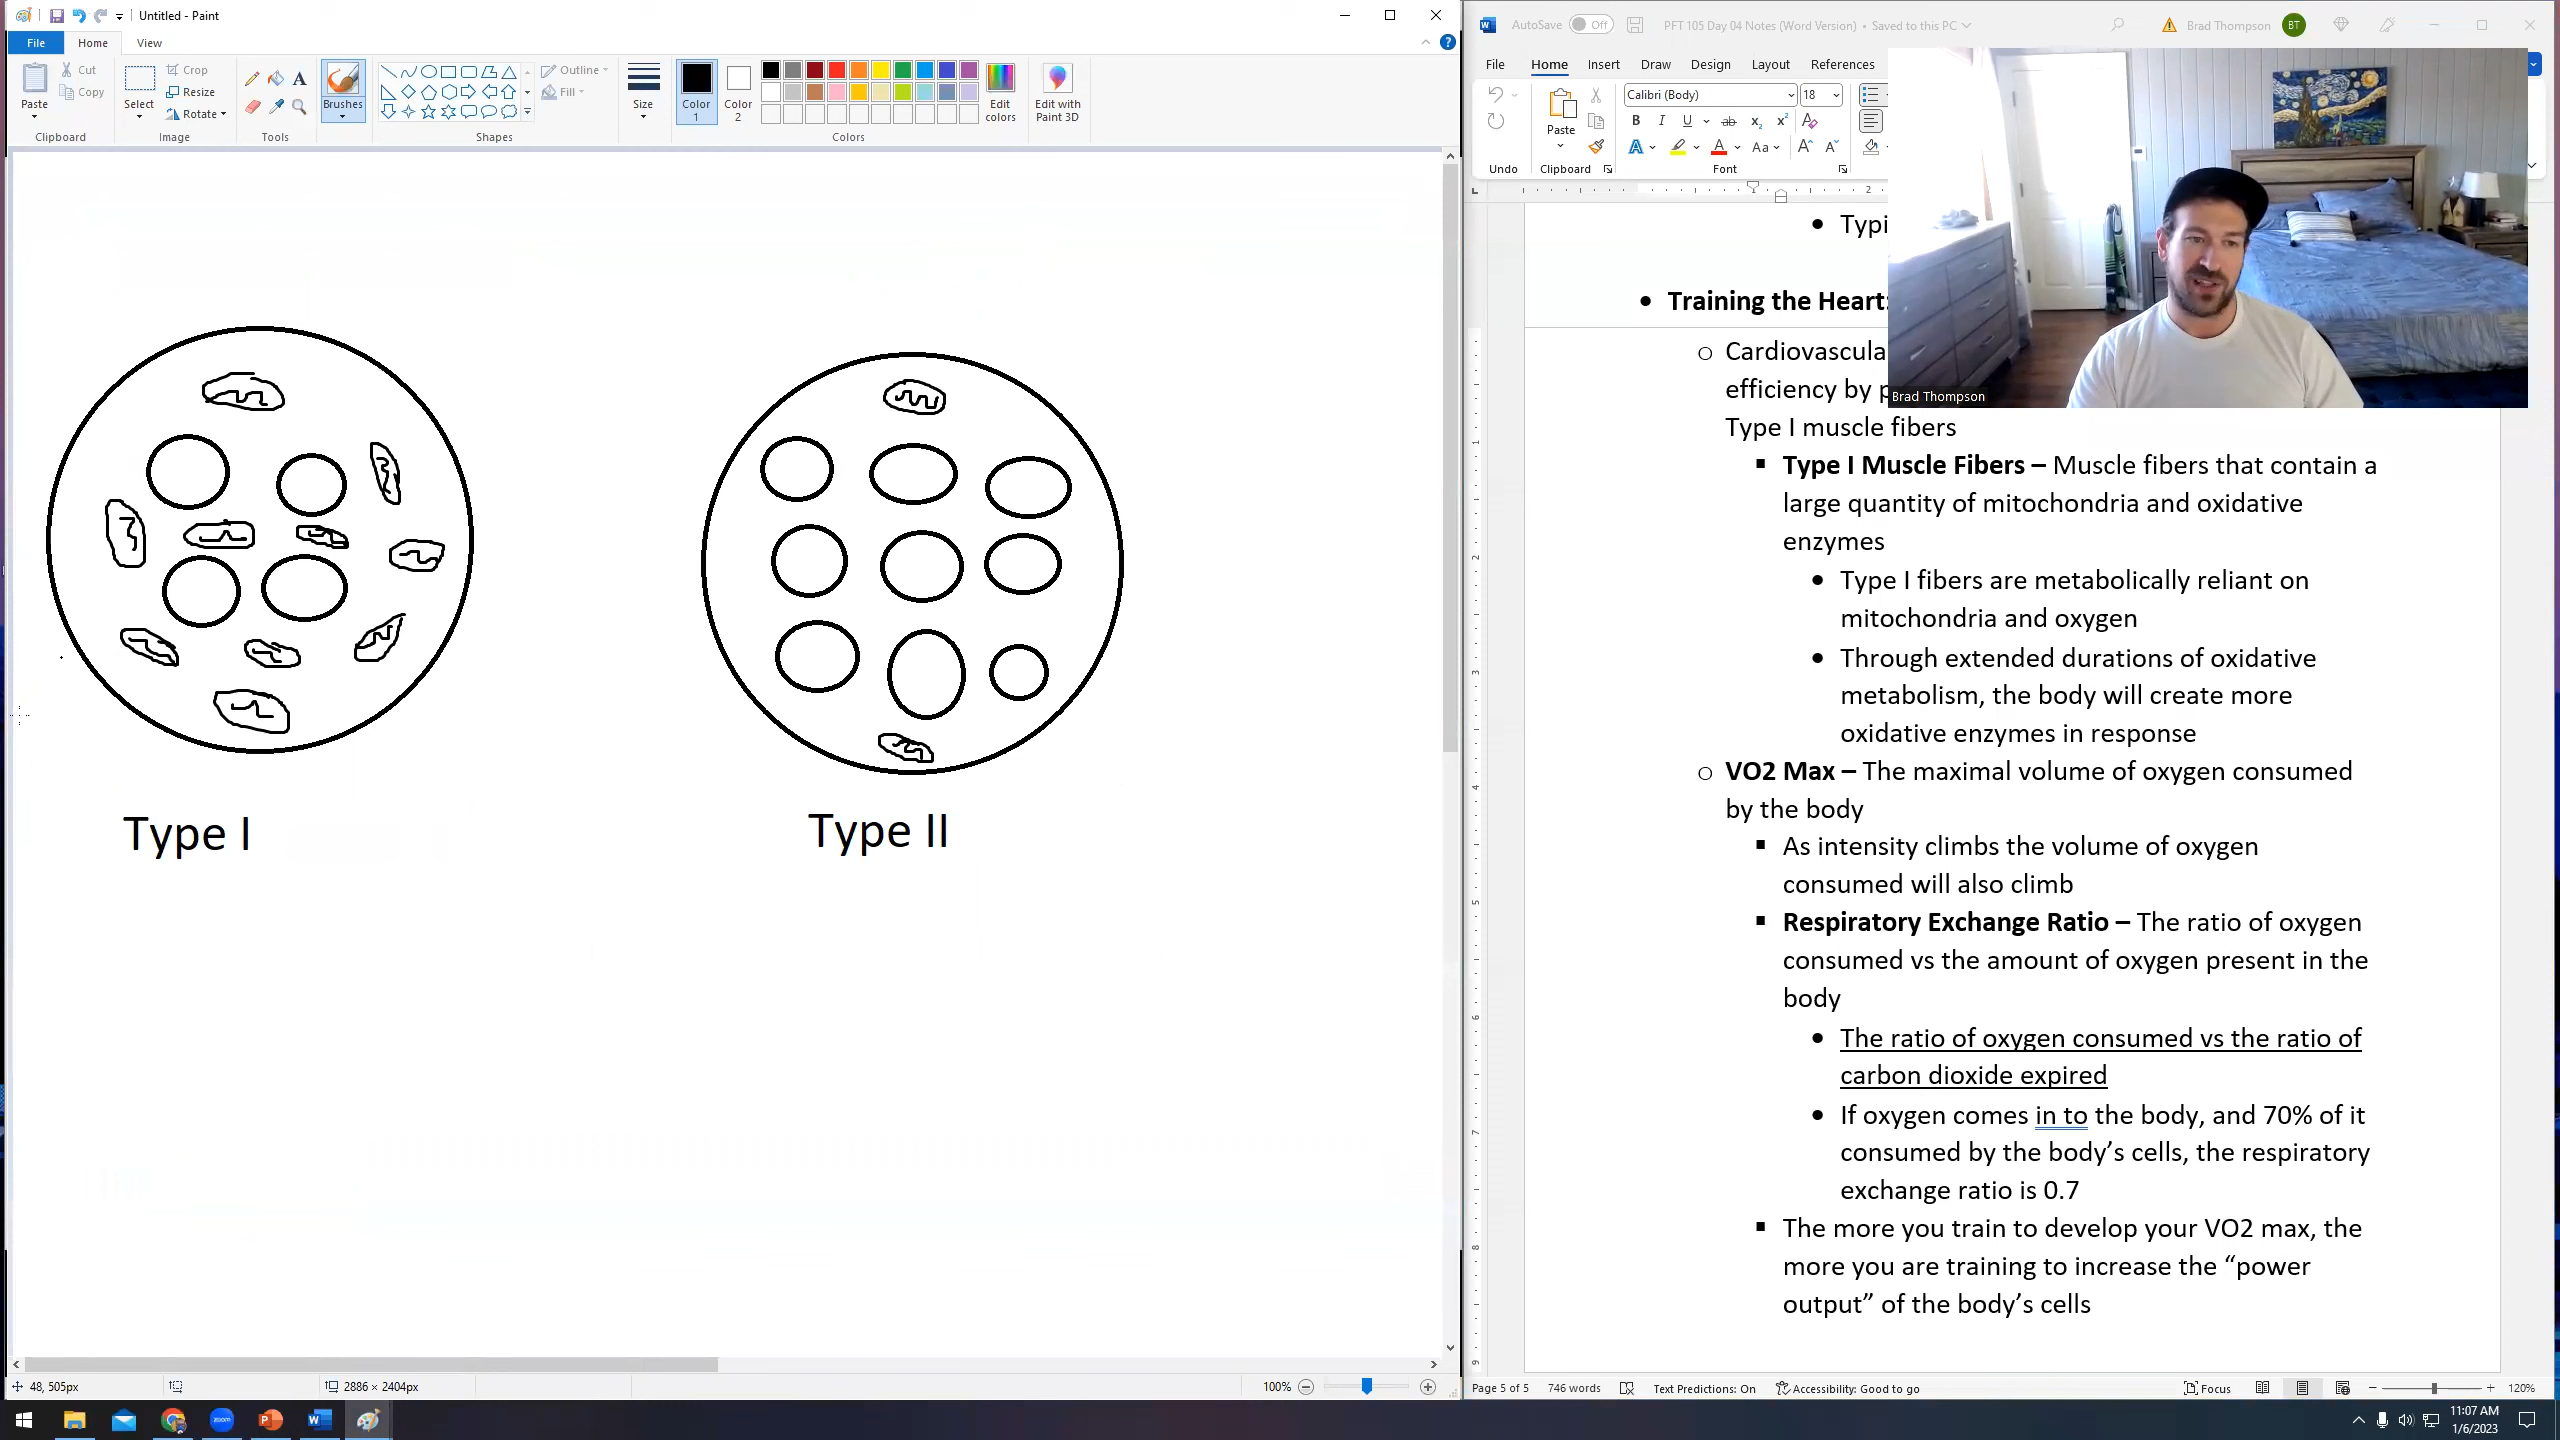 Untitled - Paint
File Home View
Paste
Cut
Copy
Clipboard
Select
Crop
Resize
Rotate
Image
Tools
Brushes
Shapes
Outline
Fill
Size
Color 1
Color 2
Edit colors
Colors
Edit with Paint 3D
Type I
Type II
48, 505px
2886 × 2404px
100%
AutoSave Off PFT 105 Day 04 Notes (Word Version) • Saved to this PC Brad Thompson BT
File Home Insert Draw Design Layout References
Undo
Paste
Clipboard
Calibri (Body) 18
Font
Brad Thompson
• Typi
• Training the Heart:
o Cardiovascula
efficiency by p
Type I muscle fibers
▪ Type I Muscle Fibers – Muscle fibers that contain a
large quantity of mitochondria and oxidative
enzymes
• Type I fibers are metabolically reliant on
mitochondria and oxygen
• Through extended durations of oxidative
metabolism, the body will create more
oxidative enzymes in response
o VO2 Max – The maximal volume of oxygen consumed
by the body
▪ As intensity climbs the volume of oxygen
consumed will also climb
▪ Respiratory Exchange Ratio – The ratio of oxygen
consumed vs the amount of oxygen present in the
body
• The ratio of oxygen consumed vs the ratio of
carbon dioxide expired
• If oxygen comes in to the body, and 70% of it
consumed by the body’s cells, the respiratory
exchange ratio is 0.7
▪ The more you train to develop your VO2 max, the
more you are training to increase the “power
output” of the body’s cells
Page 5 of 5 746 words Text Predictions: On Accessibility: Good to go Focus 120%
zoom
11:07 AM
1/6/2023